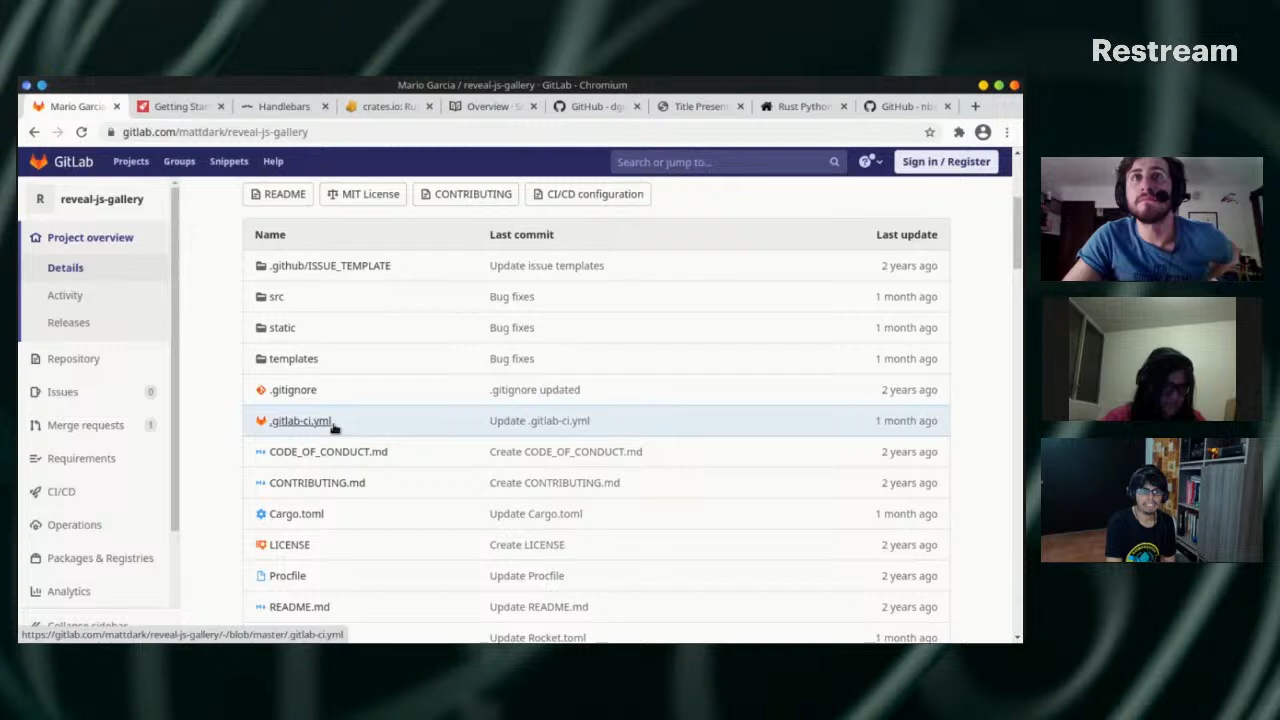 Restream
Mario Garcia / reveal-js-gallery · GitLab - Chromium
Mario Garcia
Getting Star
Handlebars
crates.io: Ru
Overview · S
GitHub - dg
Title Present
Rust Python
GitHub - nb
gitlab.com/mattdark/reveal-js-gallery
GitLab Projects Groups Snippets Help Search or jump to... Sign in / Register
R reveal-js-gallery
README MIT License CONTRIBUTING CI/CD configuration
Project overview
Details
Activity
Releases
Repository
Issues 0
Merge requests 1
Requirements
CI/CD
Operations
Packages & Registries
Analytics
Collapse sidebar
Name Last commit Last update
.github/ISSUE_TEMPLATE Update issue templates 2 years ago
src Bug fixes 1 month ago
static Bug fixes 1 month ago
templates Bug fixes 1 month ago
.gitignore .gitignore updated 2 years ago
.gitlab-ci.yml Update .gitlab-ci.yml 1 month ago
CODE_OF_CONDUCT.md Create CODE_OF_CONDUCT.md 2 years ago
CONTRIBUTING.md Create CONTRIBUTING.md 2 years ago
Cargo.toml Update Cargo.toml 1 month ago
LICENSE Create LICENSE 2 years ago
Procfile Update Procfile 2 years ago
README.md Update README.md 2 years ago
Update Rocket.toml 1 month ago
https://gitlab.com/mattdark/reveal-js-gallery/-/blob/master/.gitlab-ci.yml